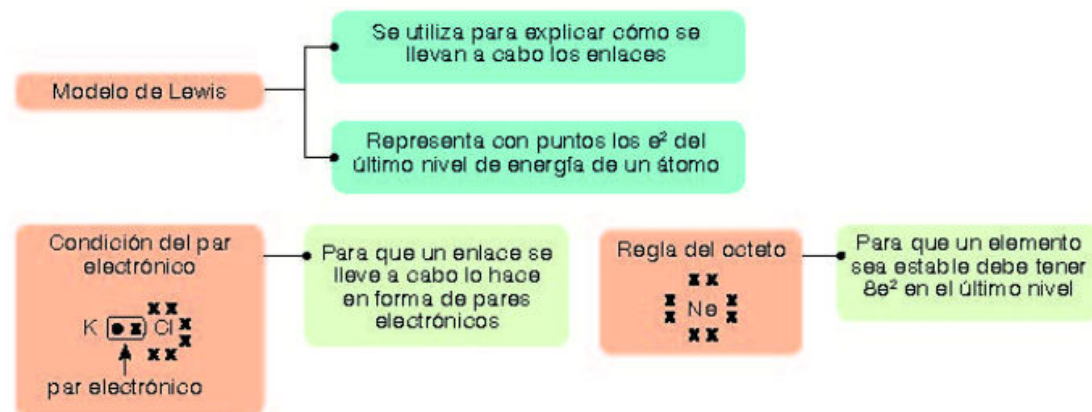 Se utiliza para explicar cómo se
llevan a cabo los enlaces
Modelo de Lewis
Representa con puntos los e² del
último nivel de energía de un átomo
Condición del par
electrónico
K Cl
par electrónico
Para que un enlace se
lleve a cabo lo hace
en forma de pares
electrónicos
Regla del octeto
Ne
Para que un elemento
sea estable debe tener
8e² en el último nivel